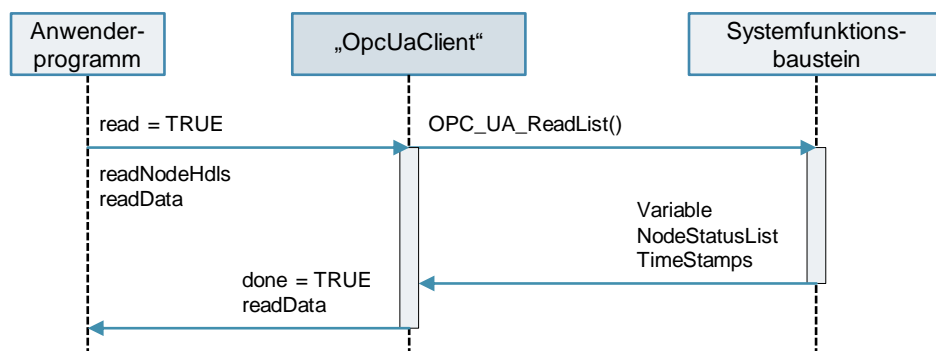 Anwender-
programm
„OpcUaClient“
Systemfunktions-
baustein
read = TRUE
OPC_UA_ReadList()
readNodeHdls
readData
Variable
NodeStatusList
TimeStamps
done = TRUE
readData